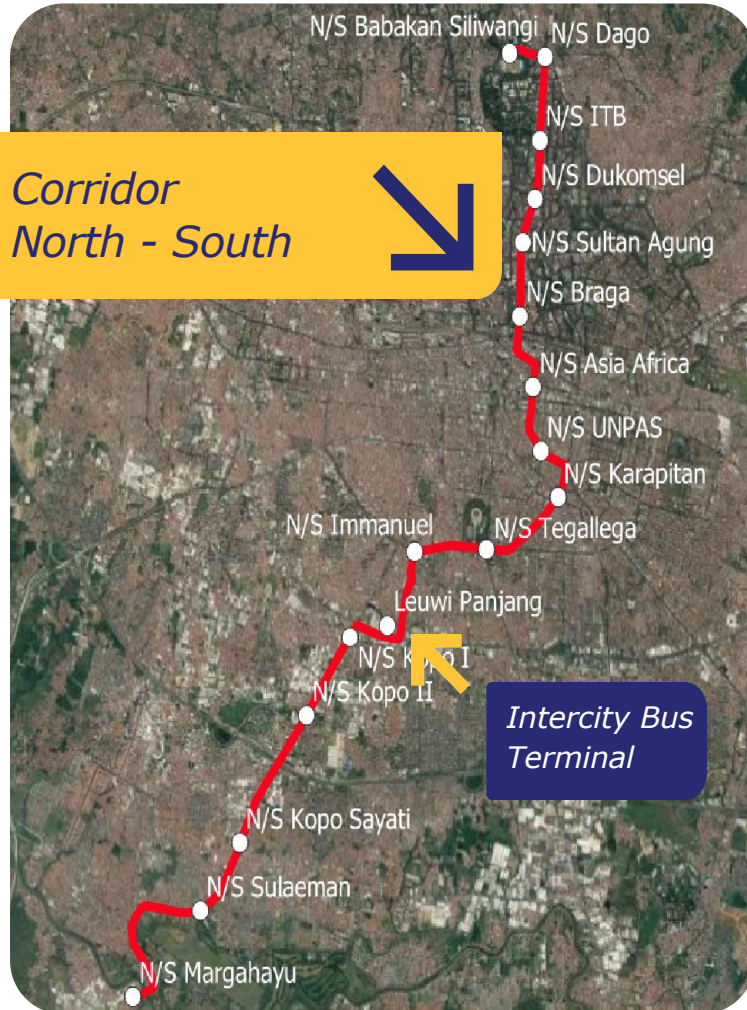 N/S Babakan Siliwangi
N/S Dago
N/S ITB
Corridor
North - South
N/S Dukomsel
N/S Sultan Agung
N/S Braga
N/S Asia Africa
N/S UNPAS
N/S Karapitan
N/S Immanuel
N/S Tegallega
Leuwi Panjang
N/S Kopo I
N/S Kopo II
Intercity Bus
Terminal
N/S Kopo Sayati
N/S Sulaeman
N/S Margahayu